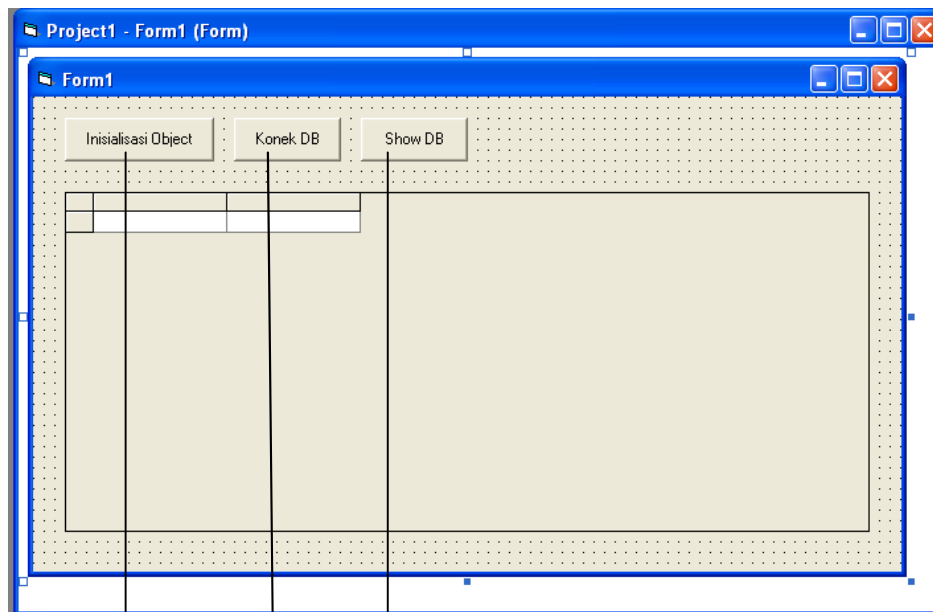 Project1 - Form1 (Form)
Form1
Inisialisasi Object
Konek DB
Show DB